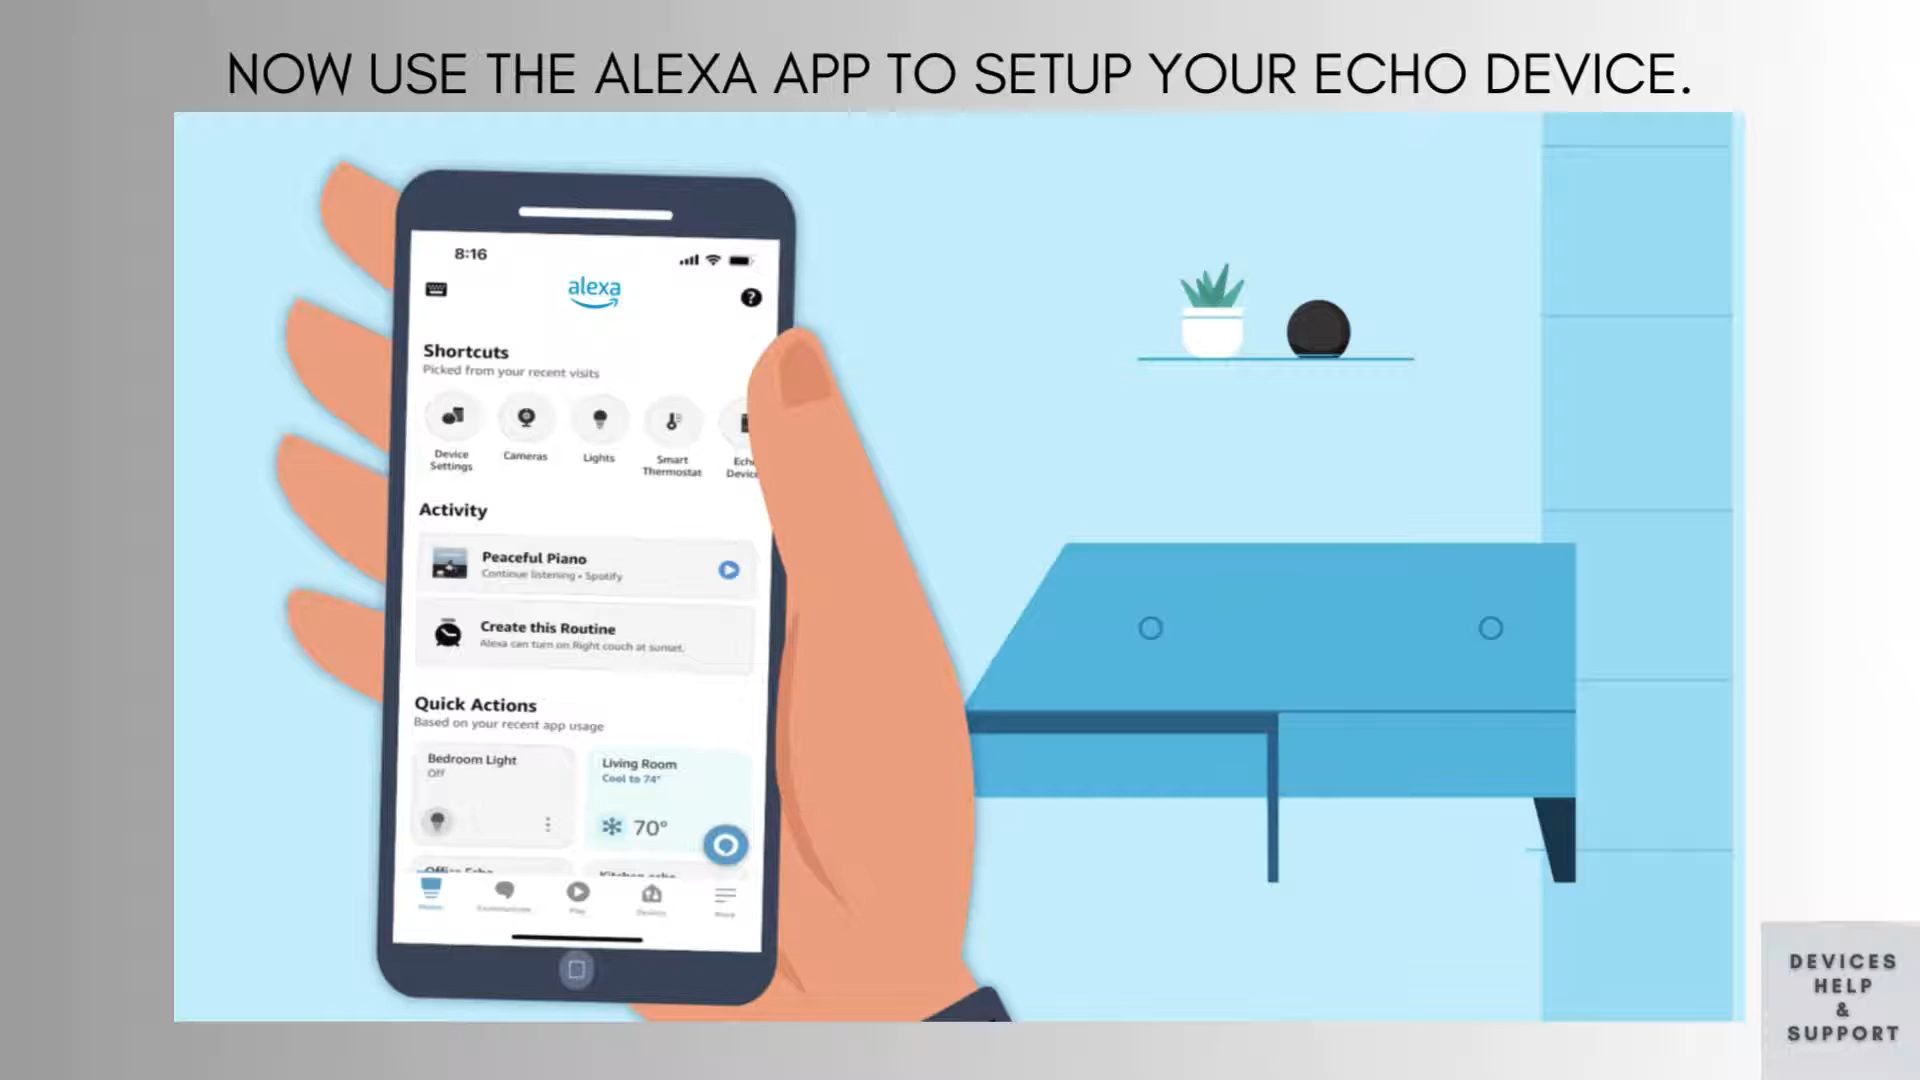 NOW USE THE ALEXA APP TO SETUP YOUR ECHO DEVICE.
8:16
alexa
?
Shortcuts
Picked from your recent visits
Device
Settings
Cameras
Lights
Smart
Thermostat
Activity
Peaceful Piano
Continue listening • Spotify
Create this Routine
Alexa can turn on Right couch at sunset.
Quick Actions
Based on your recent app usage
Bedroom Light
Off
Living Room
Cool to 74°
70°
Play
More
DEVICES
HELP
&
SUPPORT